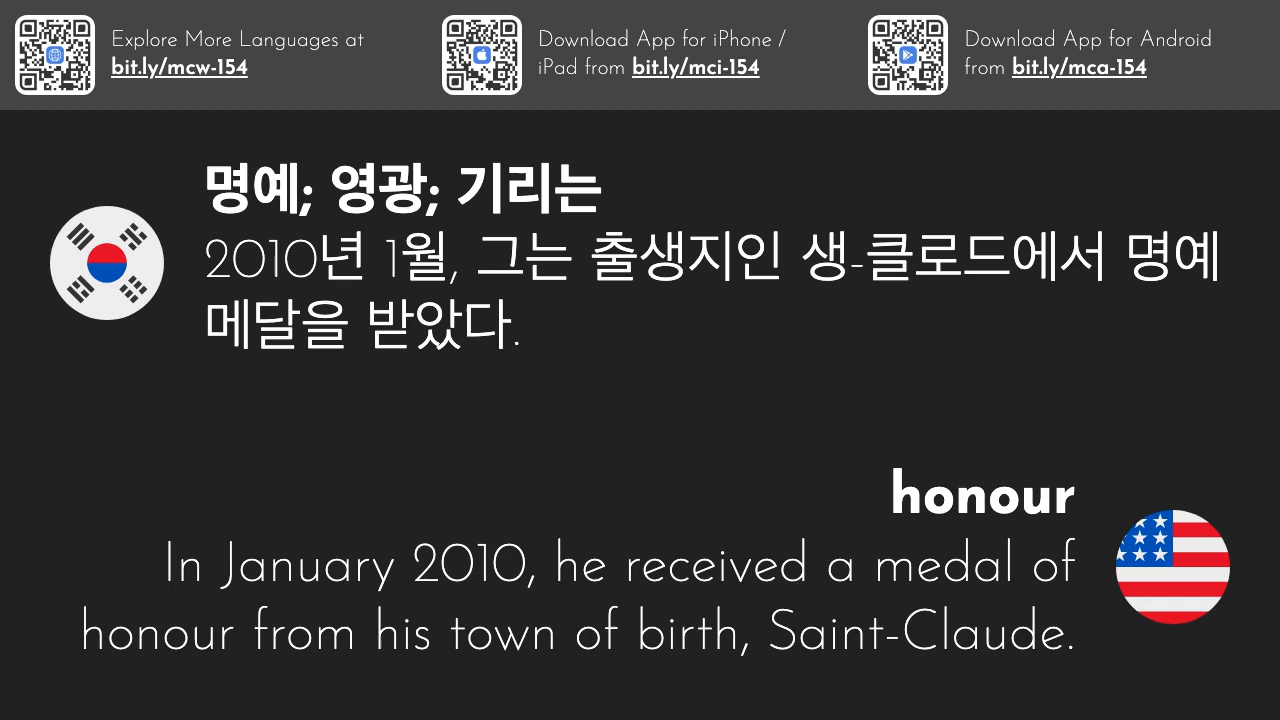 Explore More Languages at
bit.ly/mcw-154
Download App for iPhone /
iPad from bit.ly/mci-154
Download App for Android
from bit.ly/mca-154
명예; 영광; 기리는
2010년 1월, 그는 출생지인 생-클로드에서 명예
메달을 받았다.
honour
In January 2010, he received a medal of
honour from his town of birth, Saint-Claude.